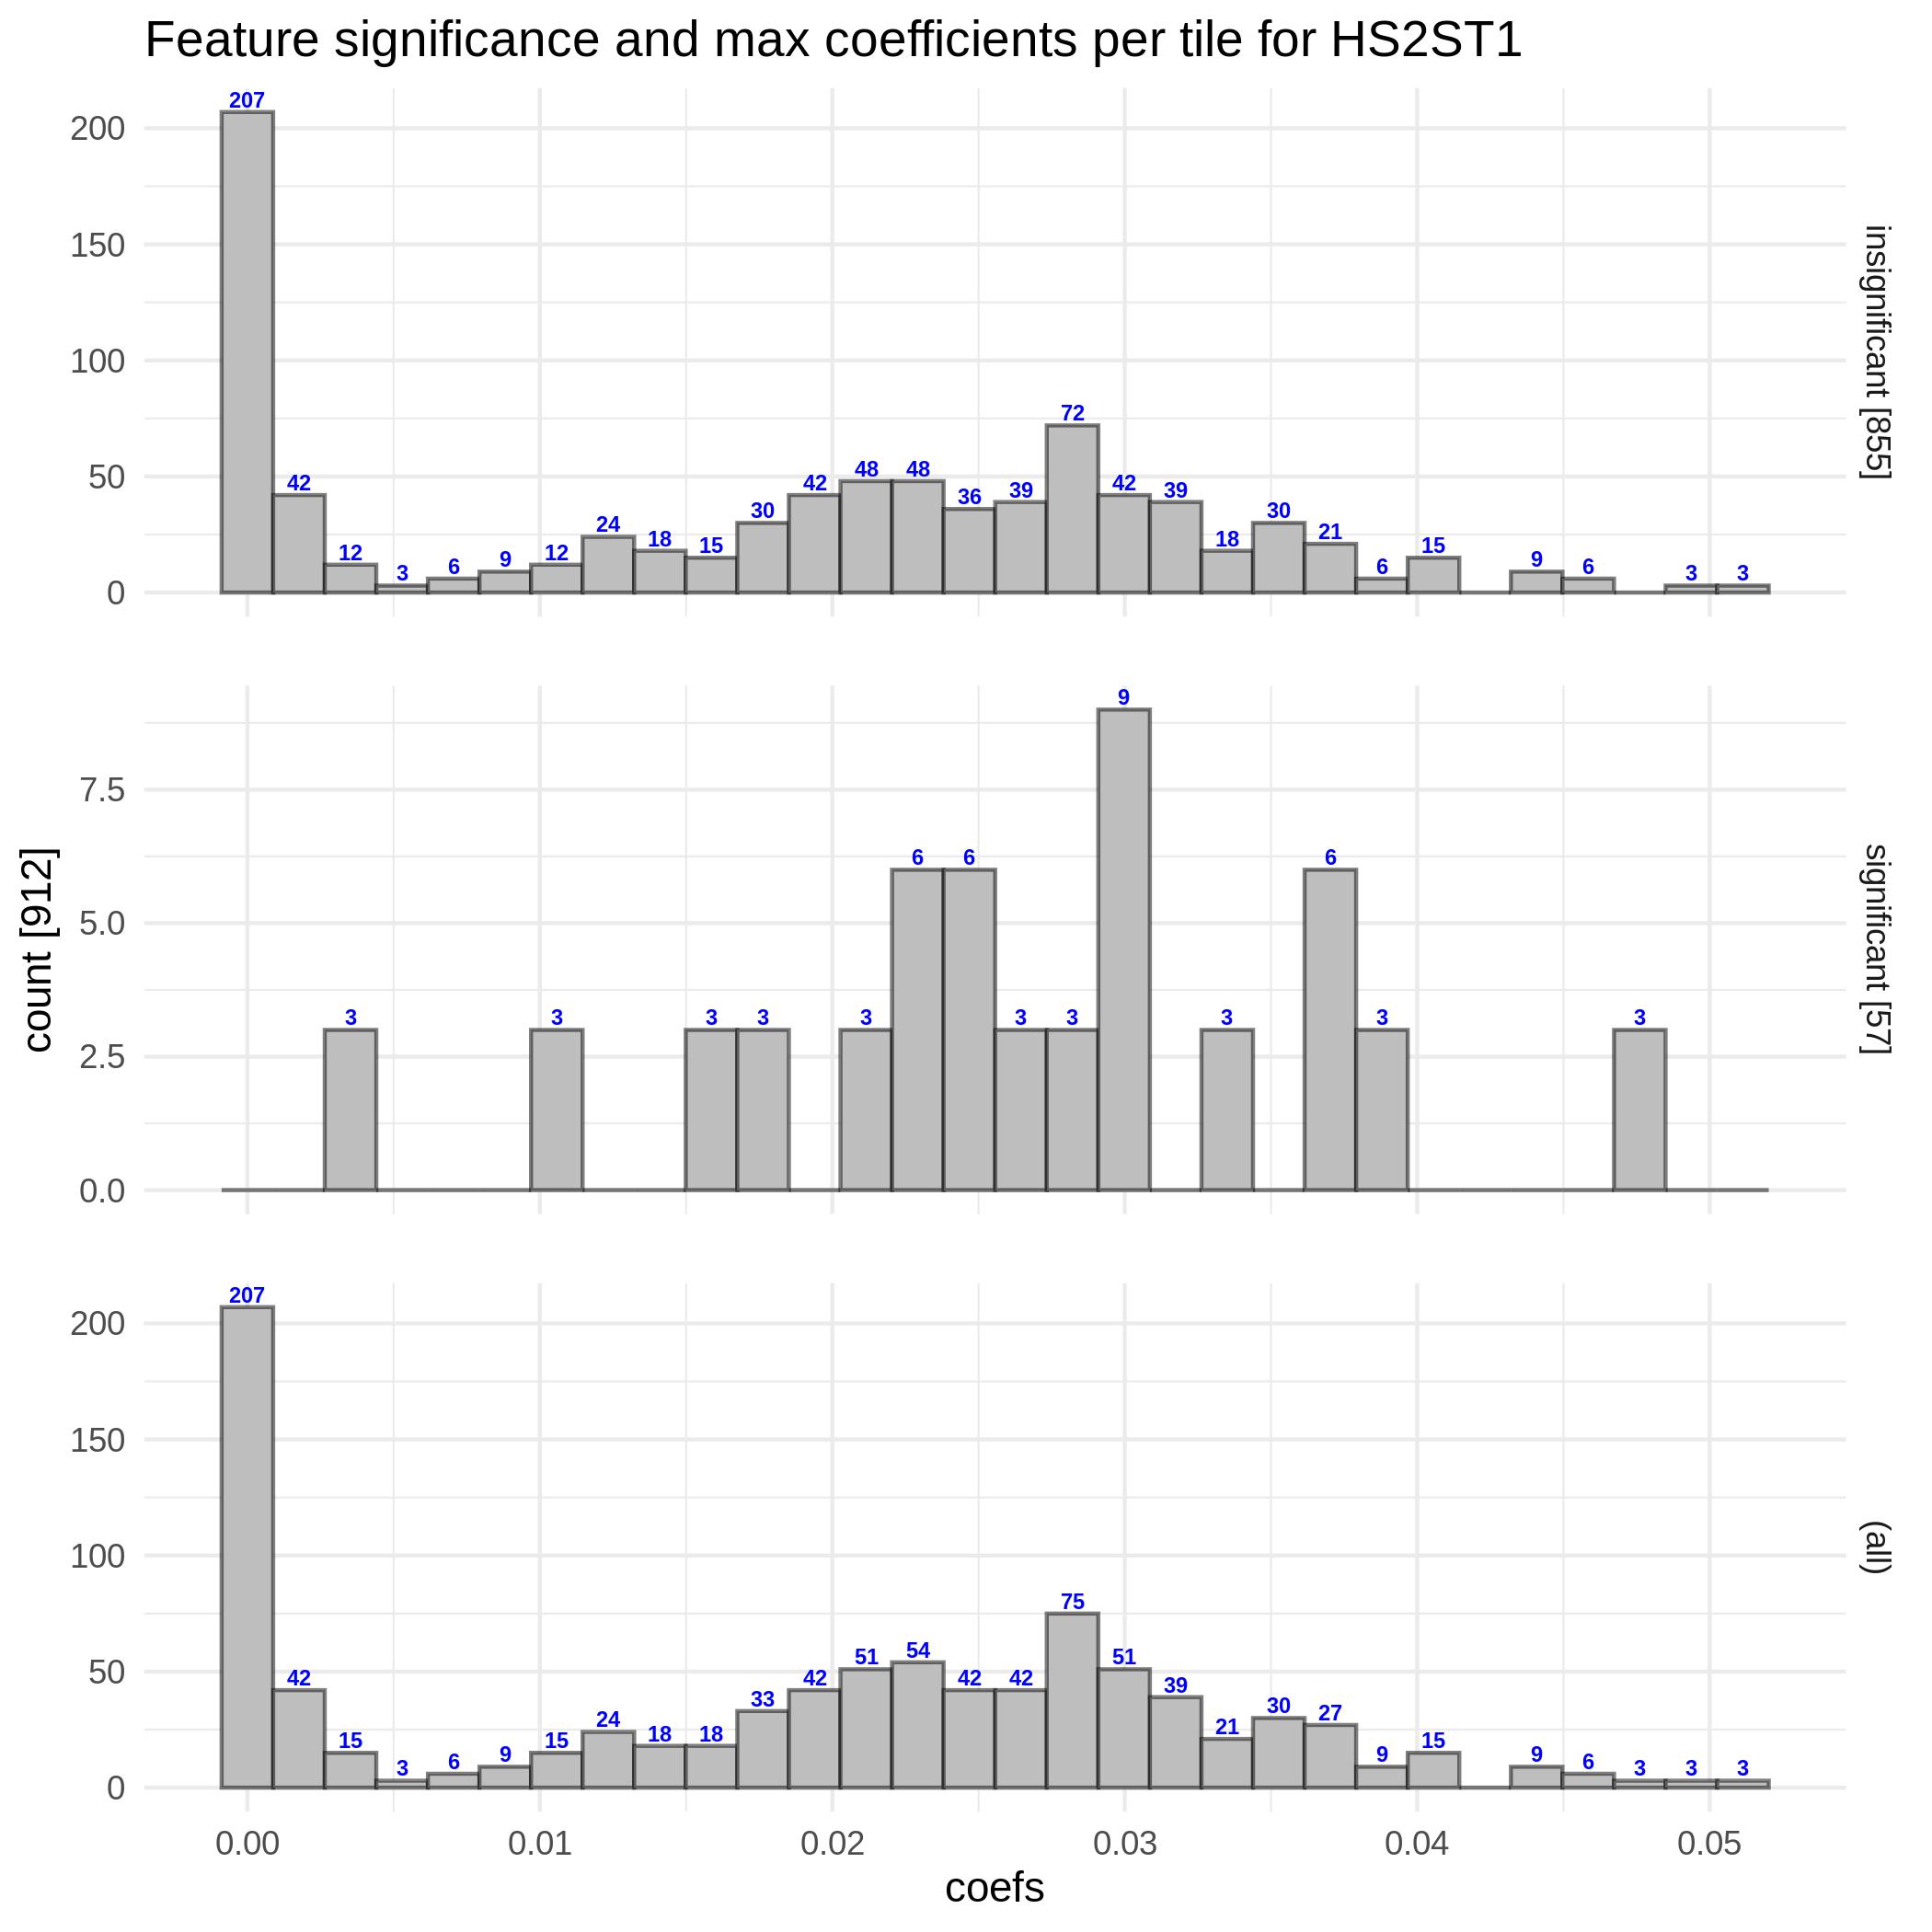 Feature significance and max coefficients per tile for HS2ST1
207
200
150
100
72
50
42 12 3 6 9 12 24 18 15 30 42 48 48 36 39 42 39 18 30 21 6 15 9 6 3 3
0
insignificant [855]
9
7.5
6 6 6
5.0
3 3 3 3 3 3 3 3 3 3
2.5
0.0
significant [57]
count [912]
207
200
150
100
75
50
42 15 3 6 9 15 24 18 18 33 42 51 54 42 42 51 39 21 30 27 9 15 9 6 3 3 3
0
(all)
0.00 0.01 0.02 0.03 0.04 0.05
coefs